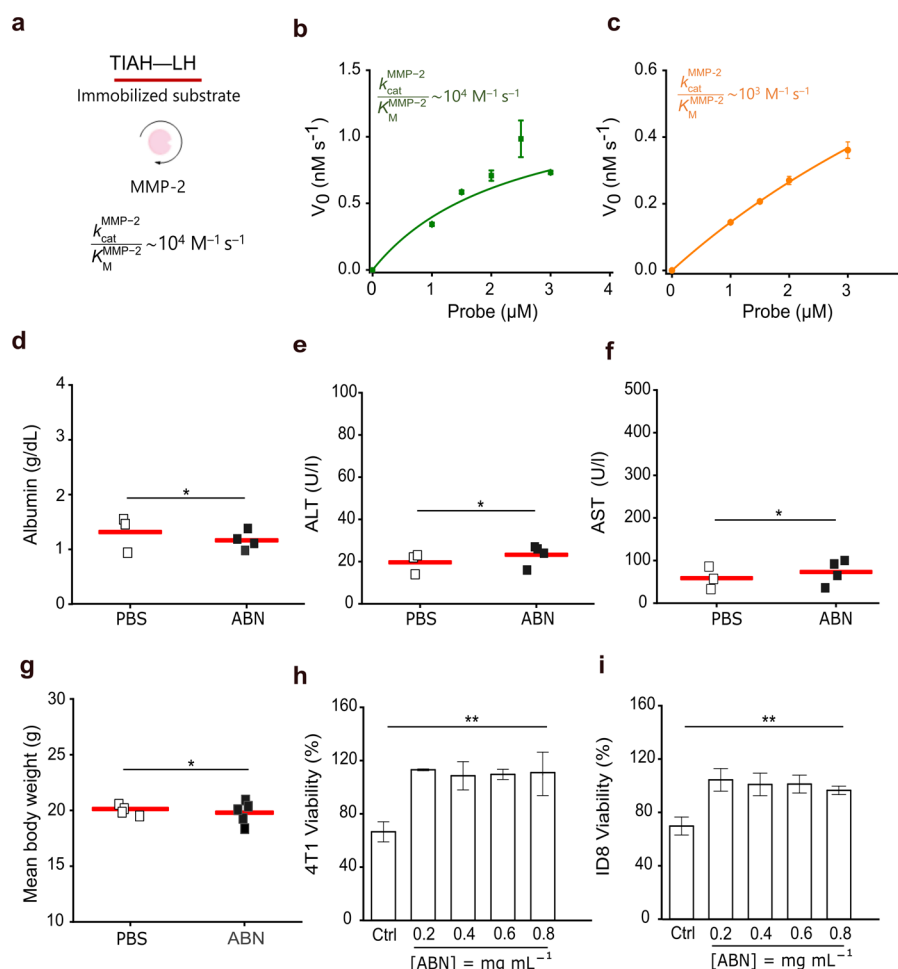 a
TIAH—LH
Immobilized substrate
MMP-2
k_cat^MMP-2 / K_M^MMP-2 ~10⁴ M⁻¹ s⁻¹
b
k_cat^MMP-2 / K_M^MMP-2 ~10⁴ M⁻¹ s⁻¹
V₀ (nM s⁻¹)
1.5
1.0
0.5
0.0
0 1 2 3 4
Probe (µM)
c
k_cat^MMP-2 / K_M^MMP-2 ~10³ M⁻¹ s⁻¹
V₀ (nM s⁻¹)
0.6
0.4
0.2
0.0
0 1 2 3
Probe (µM)
d
Albumin (g/dL)
4
3
2
1
0
*
PBS ABN
e
ALT (U/l)
100
80
60
40
20
0
*
PBS ABN
f
AST (U/l)
500
400
300
200
100
0
*
PBS ABN
g
Mean body weight (g)
30
25
20
15
10
*
PBS ABN
h
4T1 Viability (%)
160
120
80
40
0
**
Ctrl 0.2 0.4 0.6 0.8
[ABN] = mg mL⁻¹
i
ID8 Viability (%)
160
120
80
40
0
**
Ctrl 0.2 0.4 0.6 0.8
[ABN] = mg mL⁻¹